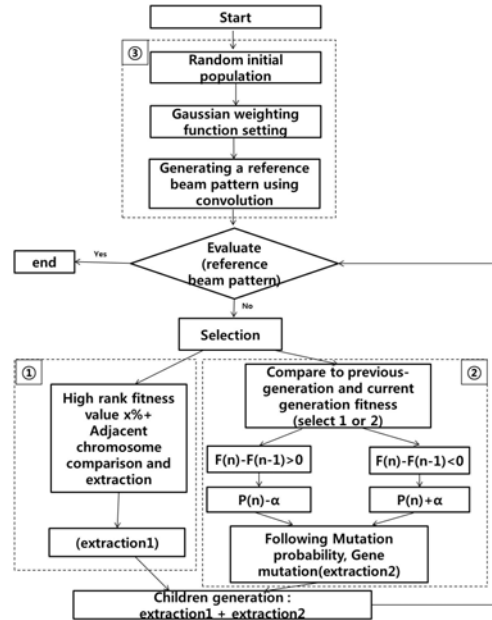 Start
③
Random initial
population
Gaussian weighting
function setting
Generating a reference
beam pattern using
convolution
Evaluate
(reference
beam pattern)
Yes
end
No
Selection
①
High rank fitness
value x%+
Adjacent
chromosome
comparison and
extraction
(extraction1)
②
Compare to previous-
generation and current
generation fitness
(select 1 or 2)
F(n)-F(n-1)>0
F(n)-F(n-1)<0
P(n)-α
P(n)+α
Following Mutation
probability, Gene
mutation(extraction2)
Children generation :
extraction1 + extraction2